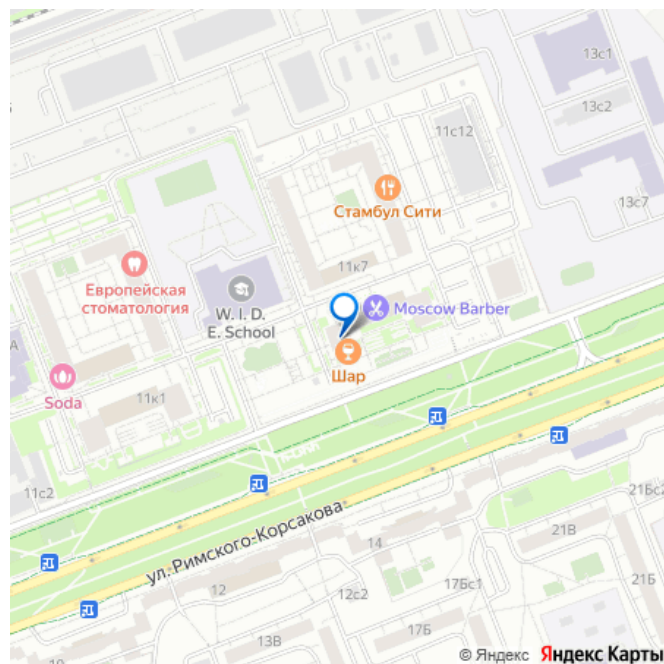 13с1
13с2
11с12
Стамбул Сити
13с7
11к7
Европейская
стоматология
W. I. D.
E. School
Moscow Barber
Шар
Soda
11к1
11с2
ул. Римского-Корсакова
21Бс2
21В
14
12
12с2
17Бс1
21Б
17Б
13В
© Яндекс Яндекс Карты